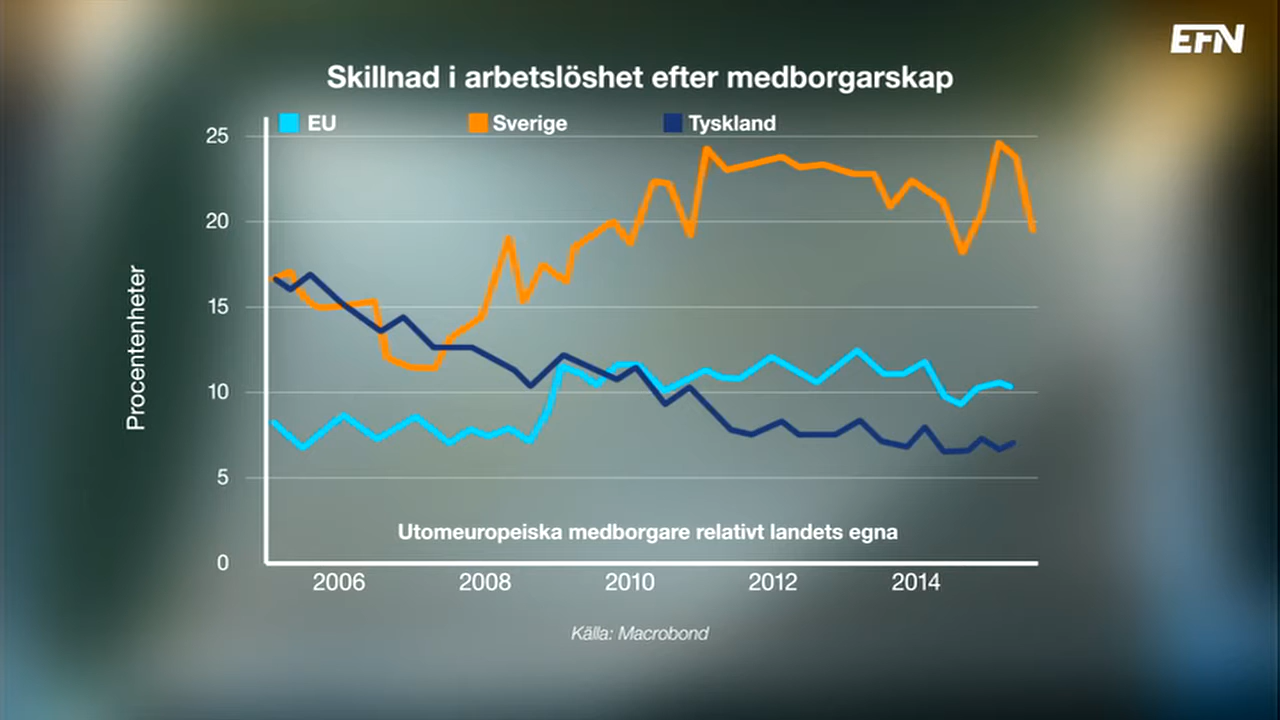 EFN
Skillnad i arbetslöshet efter medborgarskap
EU Sverige Tyskland
25
20
15
10
5
0
Procentenheter
Utomeuropeiska medborgare relativt landets egna
2006 2008 2010 2012 2014
Källa: Macrobond